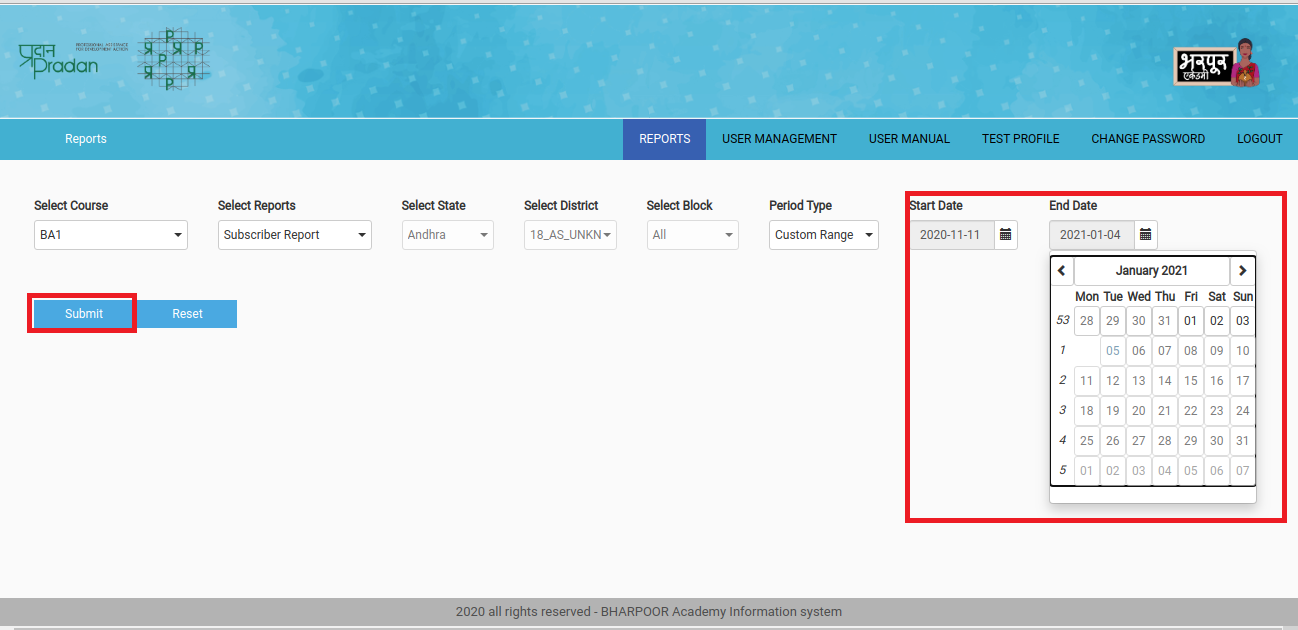 प्रदान
Pradan
PROFESSIONAL ASSISTANCE
FOR DEVELOPMENT ACTION
P
प्र P प्र P
P
प्र P प्र
P
भरपूर
एकेडमी
Reports
REPORTS USER MANAGEMENT USER MANUAL TEST PROFILE CHANGE PASSWORD LOGOUT
Select Course Select Reports Select State Select District Select Block Period Type Start Date End Date
BA1 Subscriber Report Andhra 18_AS_UNKN All Custom Range 2020-11-11 2021-01-04
January 2021
Mon Tue Wed Thu Fri Sat Sun
53 28 29 30 31 01 02 03
1 05 06 07 08 09 10
2 11 12 13 14 15 16 17
3 18 19 20 21 22 23 24
4 25 26 27 28 29 30 31
5 01 02 03 04 05 06 07
Submit Reset
2020 all rights reserved - BHARPOOR Academy Information system